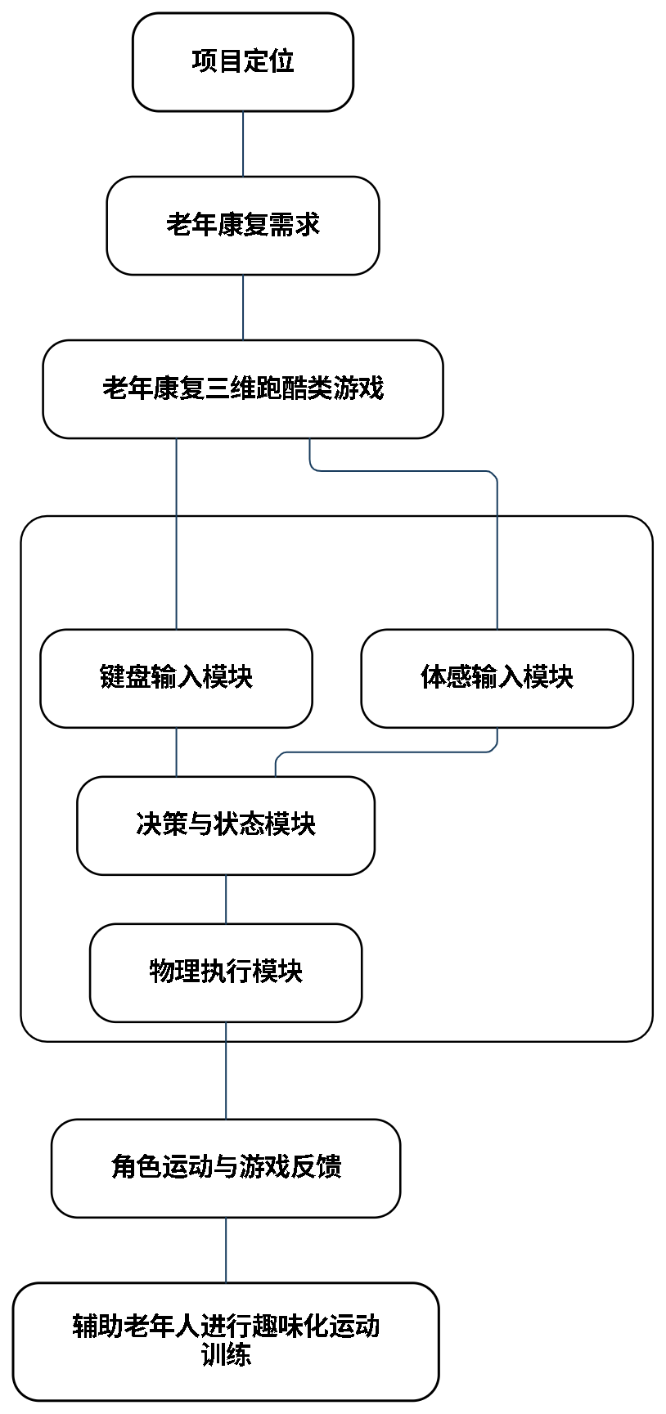 项目定位
老年康复需求
老年康复三维跑酷类游戏
键盘输入模块
体感输入模块
决策与状态模块
物理执行模块
角色运动与游戏反馈
辅助老年人进行趣味化运动
训练